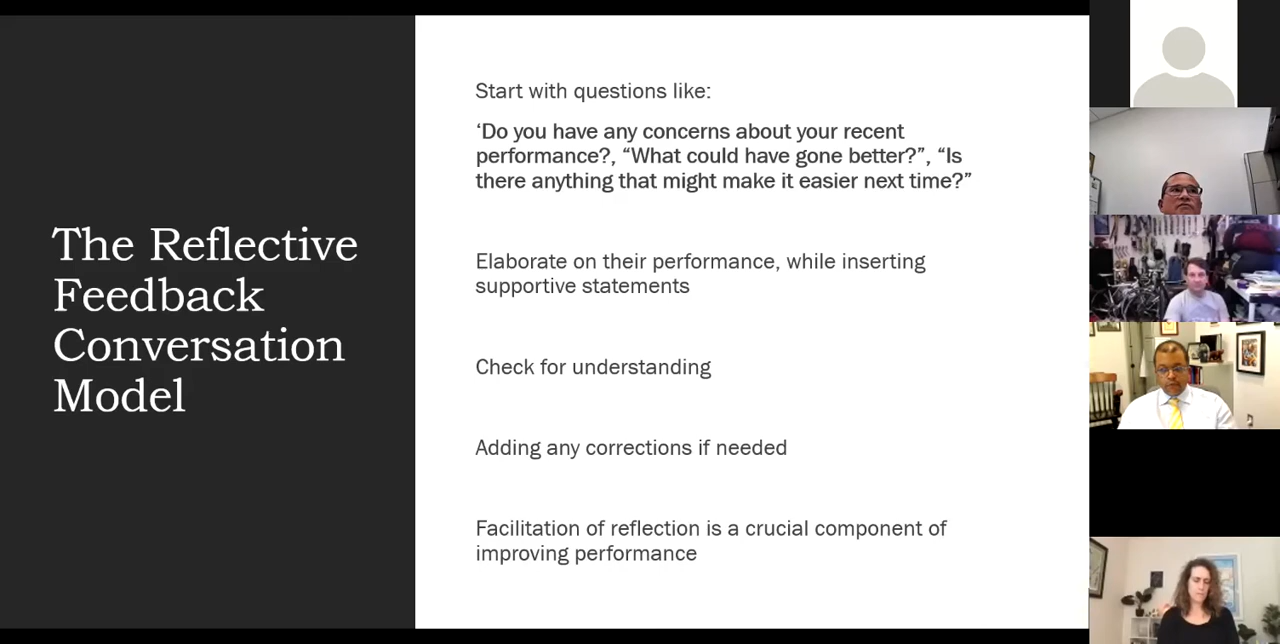 The Reflective
Feedback
Conversation
Model
Start with questions like:
‘Do you have any concerns about your recent
performance?, “What could have gone better?”, “Is
there anything that might make it easier next time?”
Elaborate on their performance, while inserting
supportive statements
Check for understanding
Adding any corrections if needed
Facilitation of reflection is a crucial component of
improving performance